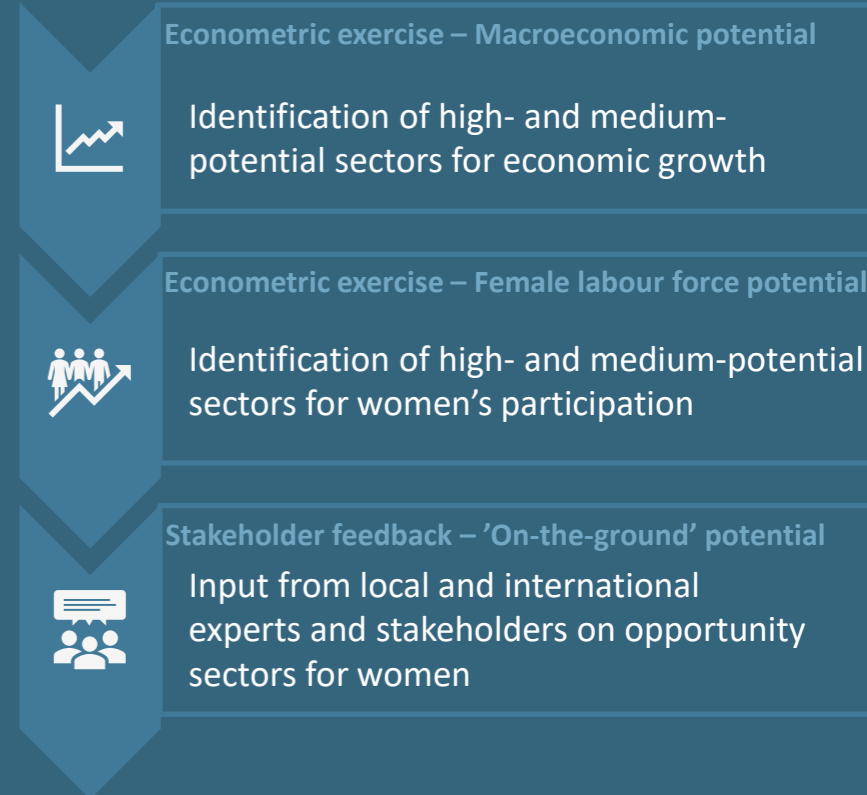 Econometric exercise – Macroeconomic potential
Identification of high- and medium-
potential sectors for economic growth
Econometric exercise – Female labour force potential
Identification of high- and medium-potential
sectors for women’s participation
Stakeholder feedback – ’On-the-ground’ potential
Input from local and international
experts and stakeholders on opportunity
sectors for women